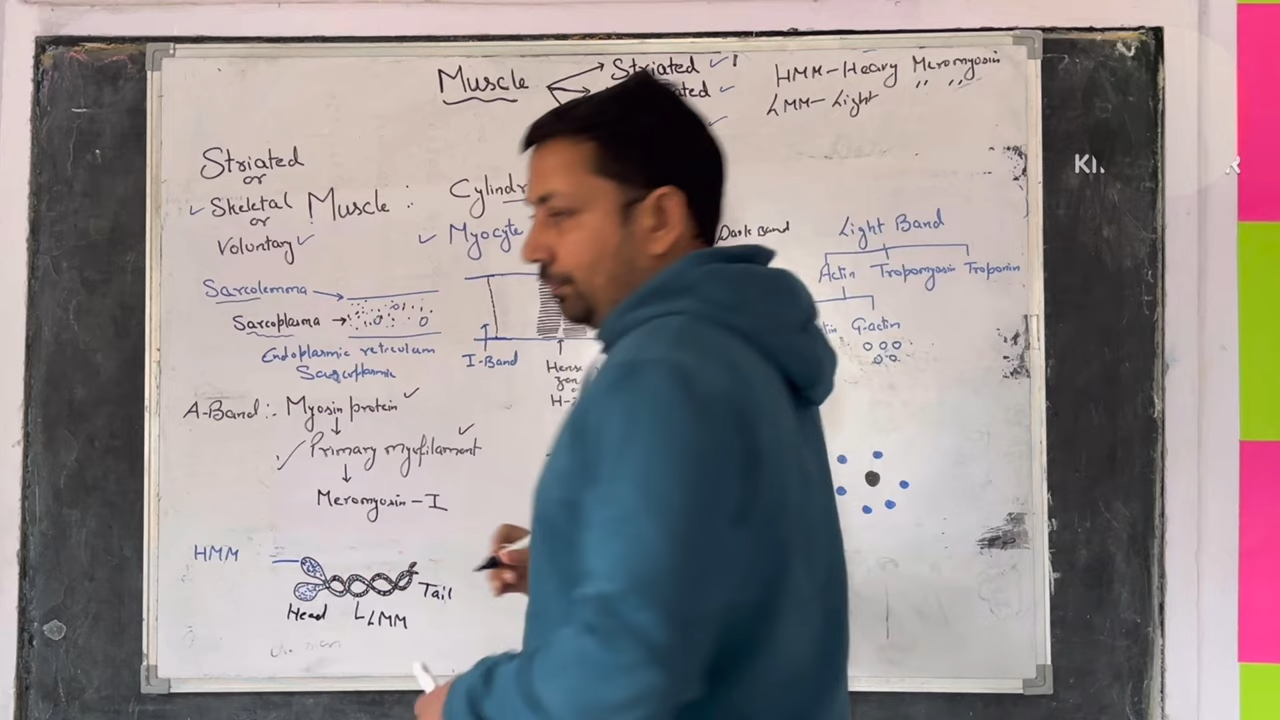 Muscle
Striated
HMM-Heavy Meromyosin
LMM-Light " "
Striated
or
Skeletal Muscle :
or
Voluntary
Myocyte
Dark Band
Light Band
Actin Tropomyosin Troponin
G-actin
Sarcolemma
Sarcoplasma
Endoplasmic reticulum
I-Band
A-Band:- Myosin protein
Primary myofilament
Meromyosin-I
HMM
Head LMM Tail